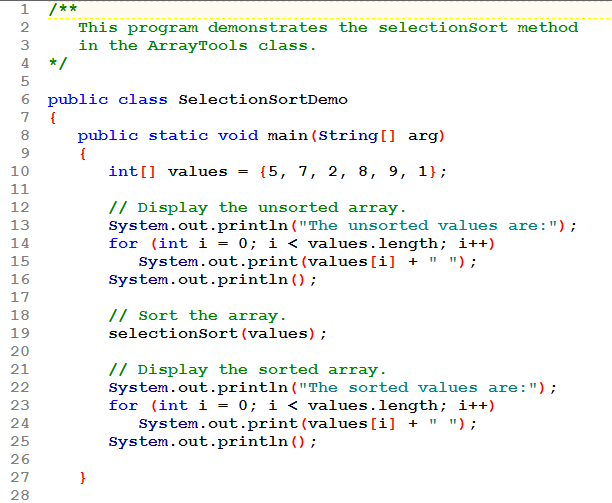 1 /**
2    This program demonstrates the selectionSort method
3    in the ArrayTools class.
4 */
5
6 public class SelectionSortDemo
7 {
8    public static void main(String[] arg)
9    {
10      int[] values = {5, 7, 2, 8, 9, 1};
11
12      // Display the unsorted array.
13      System.out.println("The unsorted values are:");
14      for (int i = 0; i < values.length; i++)
15         System.out.print(values[i] + " ");
16      System.out.println();
17
18      // Sort the array.
19      selectionSort(values);
20
21      // Display the sorted array.
22      System.out.println("The sorted values are:");
23      for (int i = 0; i < values.length; i++)
24         System.out.print(values[i] + " ");
25      System.out.println();
26
27   }
28